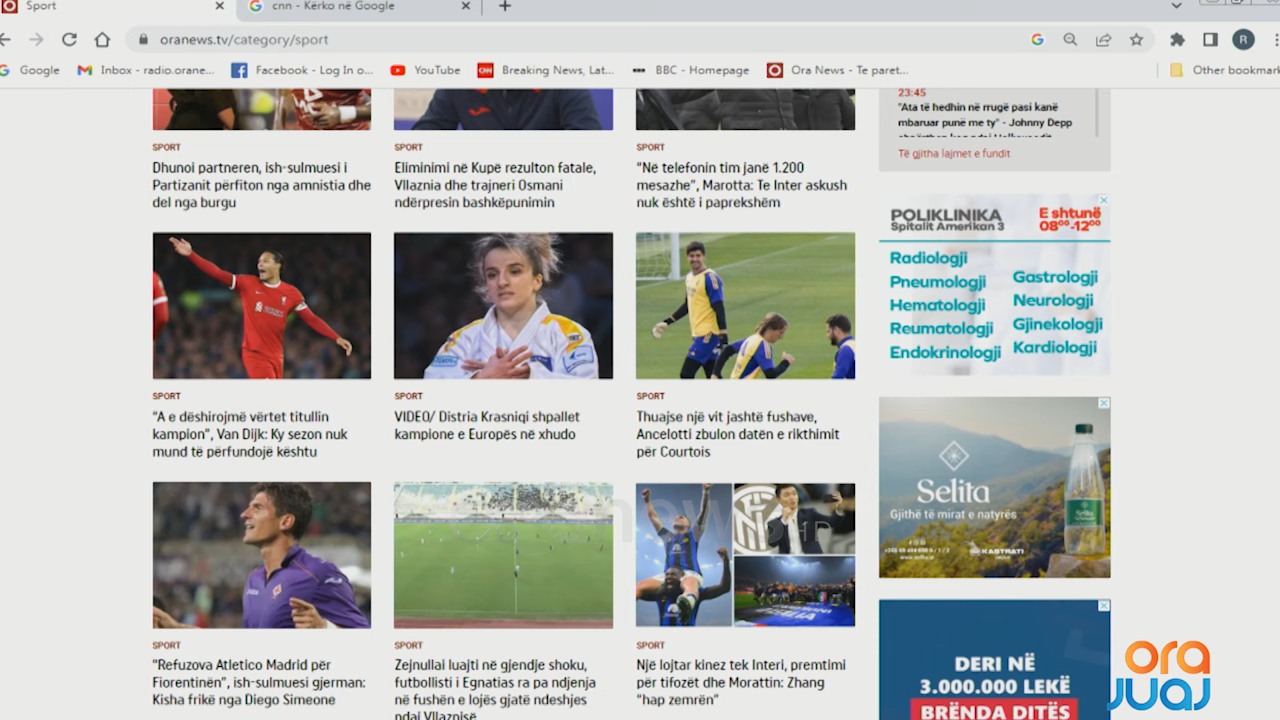 Sport
cnn - Kërko në Google
oranews.tv/category/sport
R
Google
Inbox - radio.orane...
Facebook - Log In o...
YouTube
CNN
Breaking News, Lat...
BBC - Homepage
Ora News - Te paret...
Other bookmark
SPORT
Dhunoi partneren, ish-sulmuesi i
Partizanit përfiton nga amnistia dhe
del nga burgu
SPORT
Eliminimi në Kupë rezulton fatale,
Vllaznia dhe trajneri Osmani
ndërpresin bashkëpunimin
SPORT
"Në telefonin tim janë 1.200
mesazhe", Marotta: Te Inter askush
nuk është i paprekshëm
SPORT
"A e dëshirojmë vërtet titullin
kampion", Van Dijk: Ky sezon nuk
mund të përfundojë kështu
SPORT
VIDEO/ Distria Krasniqi shpallet
kampione e Europës në xhudo
SPORT
Thuajse një vit jashtë fushave,
Ancelotti zbulon datën e rikthimit
për Courtois
SPORT
"Refuzova Atletico Madrid për
Fiorentinën", ish-sulmuesi gjerman:
Kisha frikë nga Diego Simeone
SPORT
Zejnullai luajti në gjendje shoku,
futbollisti i Egnatias ra pa ndjenja
në fushën e lojës gjatë ndeshjes
ndaj Vllaznisë
SPORT
Një lojtar kinez tek Interi, premtimi
për tifozët dhe Morattin: Zhang
"hap zemrën"
23:45
"Ata të hedhin në rrugë pasi kanë
mbaruar punë me ty" - Johnny Depp
Të gjitha lajmet e fundit
POLIKLINIKA
Spitalit Amerikan 3
E shtunë
08⁰⁰-12⁰⁰
Radiologji
Pneumologji
Hematologji
Reumatologji
Endokrinologji
Gastrologji
Neurologji
Gjinekologji
Kardiologji
Selita
Gjithë të mirat e natyrës
KASTRATI
Selita
DERI NË
3.000.000 LEKË
BRËNDA DITËS
news HD
ora
JUAJ